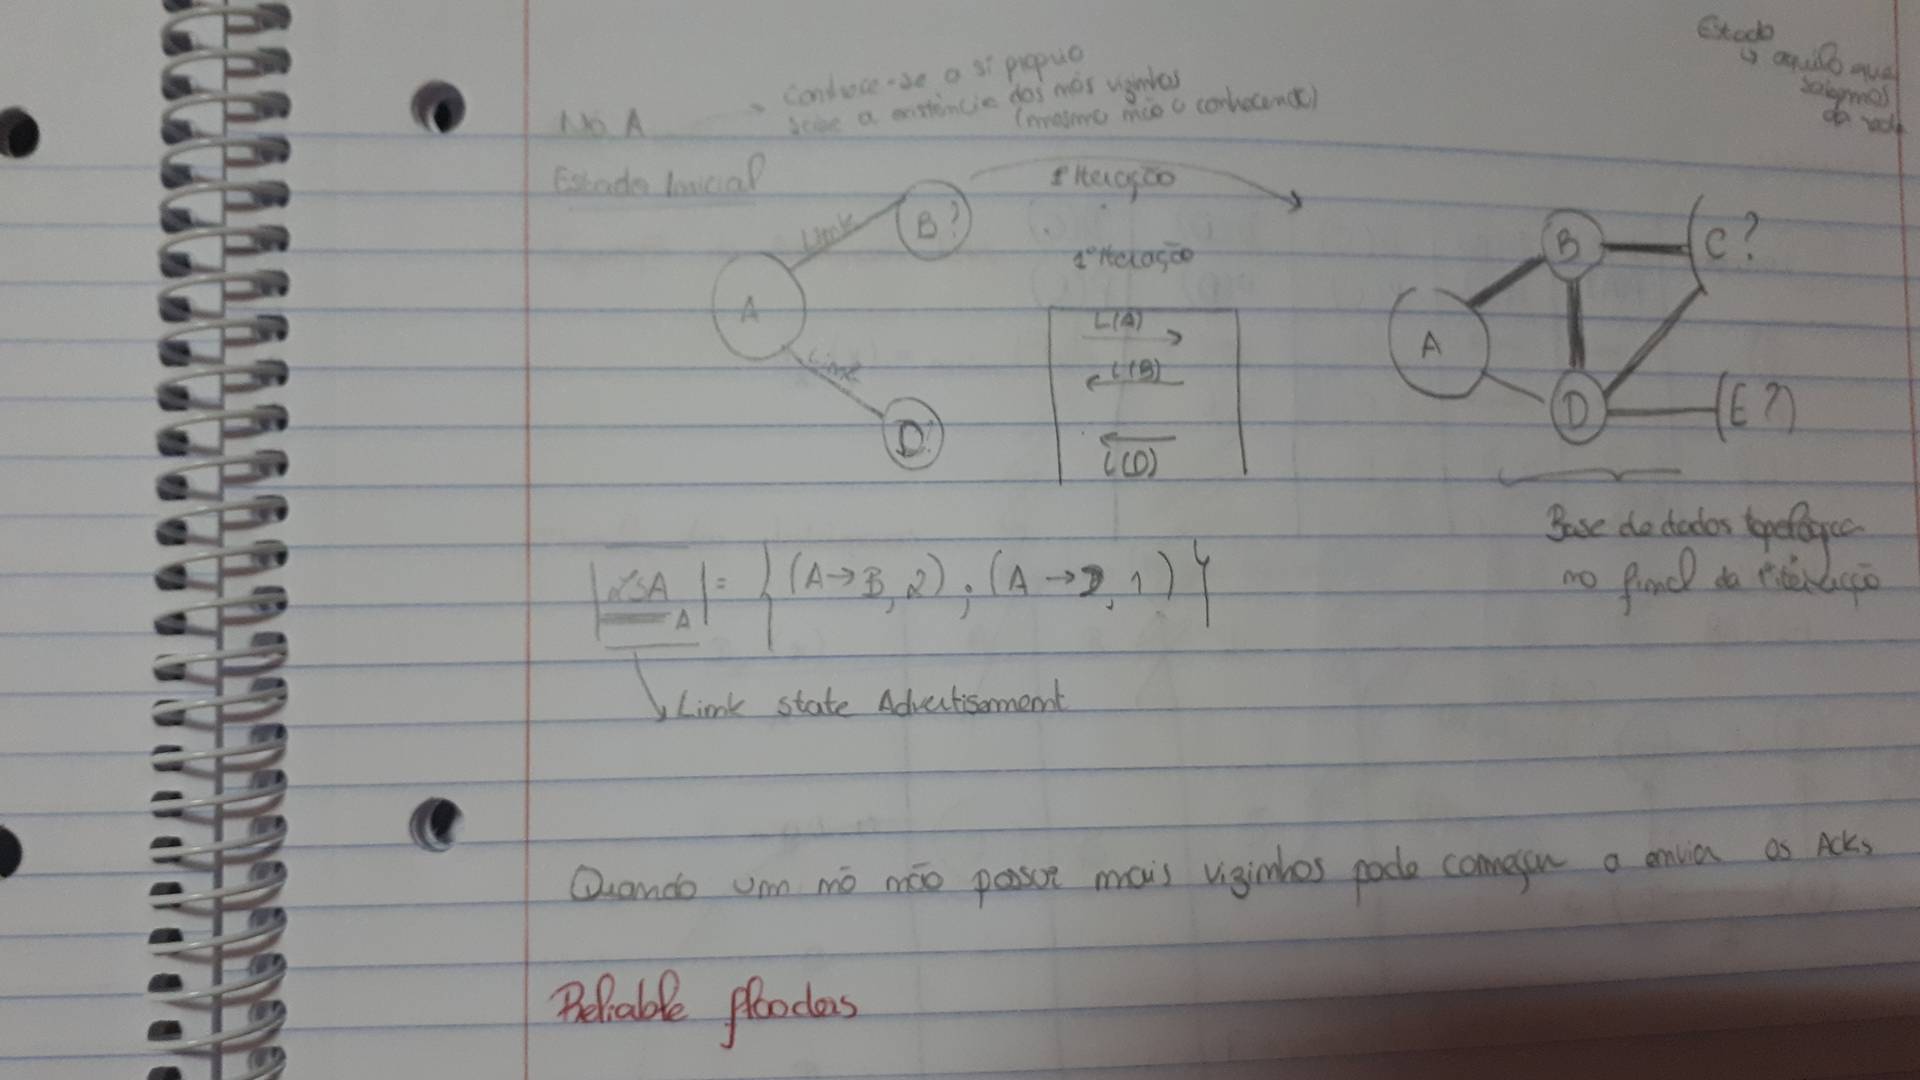 Estado
↳ aquilo que
sabemos
da rede
Nó A → Conhece-se a si próprio
sabe a existência dos nós vizinhos
(mesmo não o conhecendo)
Estado Inicial
1ª Iteração
1ª Iteração
A
Link
B?
Link
D?
L(A)
L(B)
L(D)
A
B
C?
D
(E?)
Base de dados topológica
no final da 1ª iteração
LSA A = {(A→B, 2); (A→D, 1)}
Link state Advertisement
Quando um nó não possui mais vizinhos pode começar a enviar os Acks
Reliable